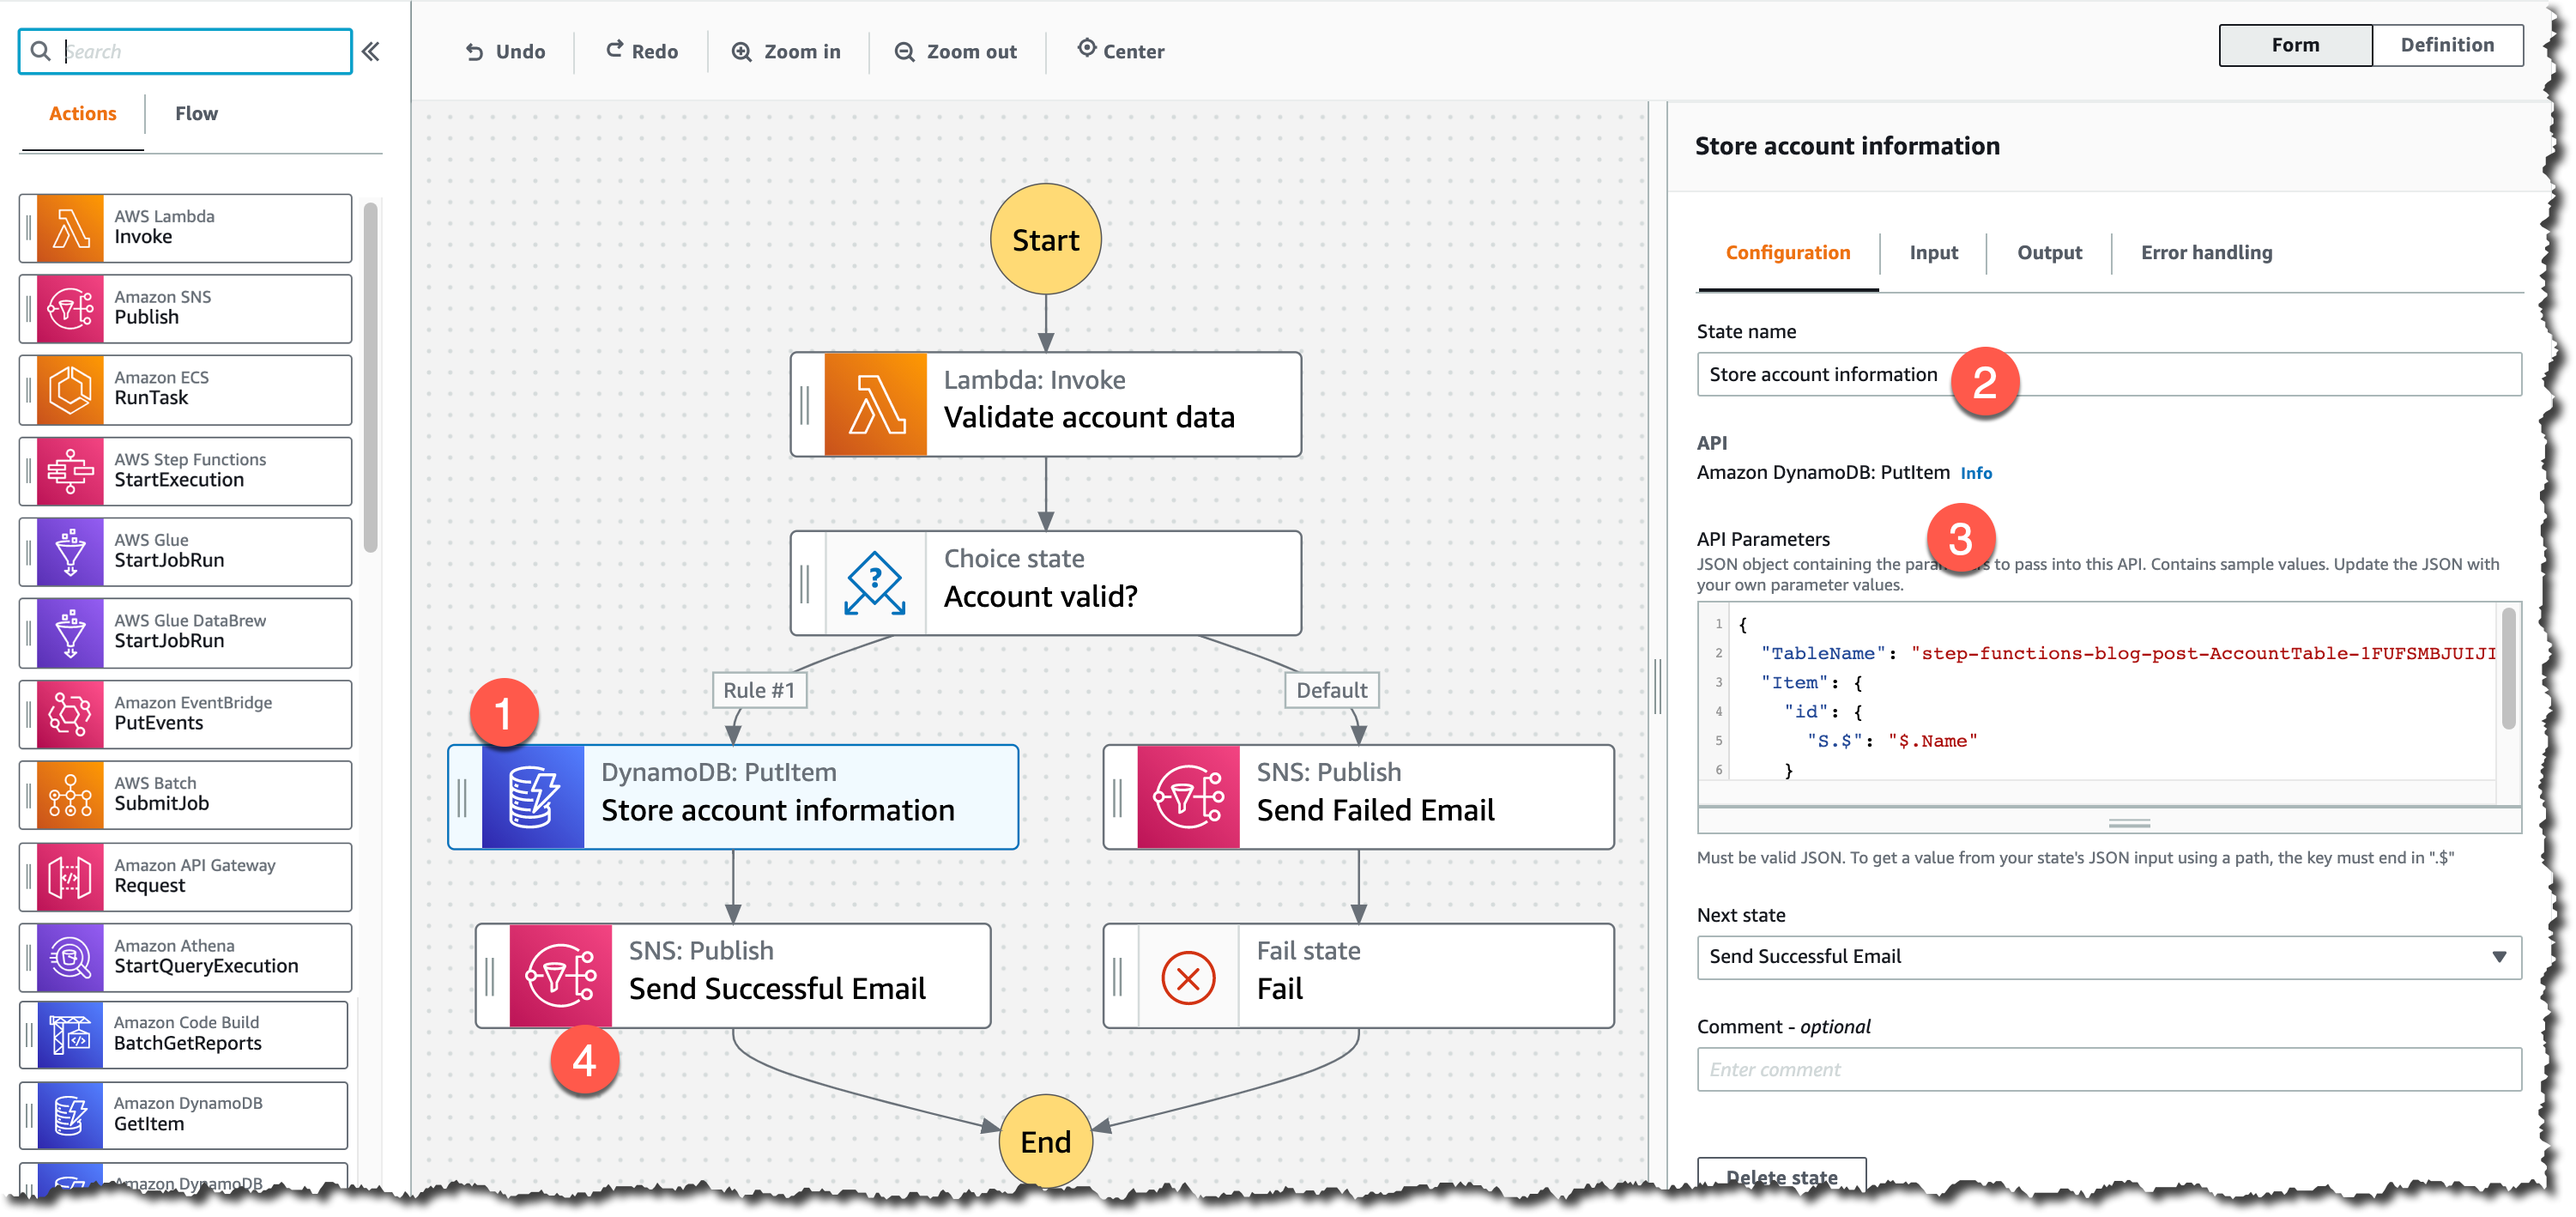 Search
Actions
Flow
AWS Lambda
Invoke
Amazon SNS
Publish
Amazon ECS
RunTask
AWS Step Functions
StartExecution
AWS Glue
StartJobRun
AWS Glue DataBrew
StartJobRun
Amazon EventBridge
PutEvents
AWS Batch
SubmitJob
Amazon API Gateway
Request
Amazon Athena
StartQueryExecution
Amazon Code Build
BatchGetReports
Amazon DynamoDB
GetItem
Amazon DynamoDB
Undo
Redo
Zoom in
Zoom out
Center
Form
Definition
Start
Lambda: Invoke
Validate account data
Choice state
Account valid?
Rule #1
Default
1
DynamoDB: PutItem
Store account information
SNS: Publish
Send Failed Email
SNS: Publish
Send Successful Email
Fail state
Fail
4
End
Store account information
Configuration
Input
Output
Error handling
State name
Store account information
2
API
Amazon DynamoDB: PutItem Info
API Parameters
3
JSON object containing the to pass into this API. Contains sample values. Update the JSON with
your own parameter values.
1 {
2 "TableName": "step-functions-blog-post-AccountTable-1FUFSMBJUIJI
3 "Item": {
4 "id": {
5 "S.$": "$.Name"
6 }
Must be valid JSON. To get a value from your state's JSON input using a path, the key must end in ".$"
Next state
Send Successful Email
Comment - optional
Enter comment
Delete state